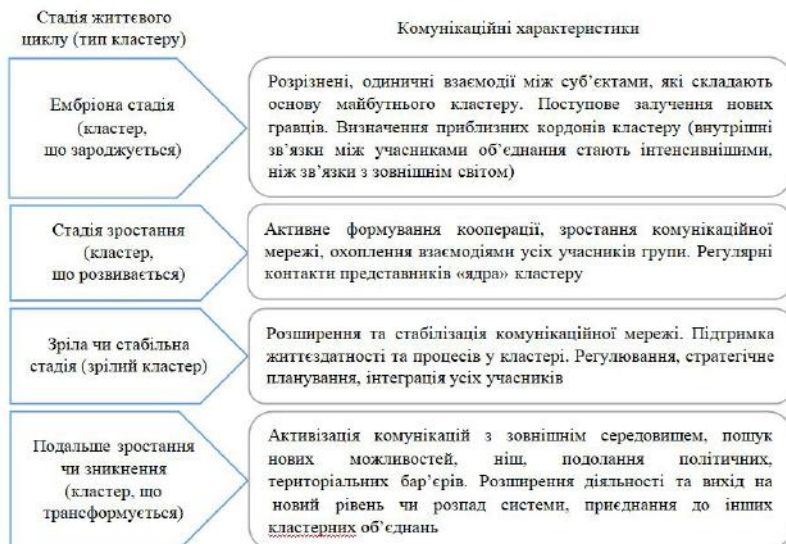 Стадія життєвого
циклу (тип кластеру)
Комунікаційні характеристики
Ембріона стадія
(кластер,
що зароджується)
Розрізнені, одиничні взаємодії між суб’єктами, які складають
основу майбутнього кластеру. Поступове залучення нових
гравців. Визначення приблизних кордонів кластеру (внутрішні
зв’язки між учасниками об’єднання стають інтенсивнішими,
ніж зв’язки з зовнішнім світом)
Стадія зростання
(кластер,
що розвивається)
Активне формування кооперації, зростання комунікаційної
мережі, охоплення взаємодіями усіх учасників групи. Регулярні
контакти представників «ядра» кластеру
Зріла чи стабільна
стадія (зрілий кластер)
Розширення та стабілізація комунікаційної мережі. Підтримка
життєздатності та процесів у кластері. Регулювання, стратегічне
планування, інтеграція усіх учасників
Подальше зростання
чи зникнення
(кластер, що
трансформується)
Активізація комунікацій з зовнішнім середовищем, пошук
нових можливостей, ніш, подолання політичних,
територіальних бар’єрів. Розширення діяльності та вихід на
новий рівень чи розпад системи, приєднання до інших
кластерних об’єднань